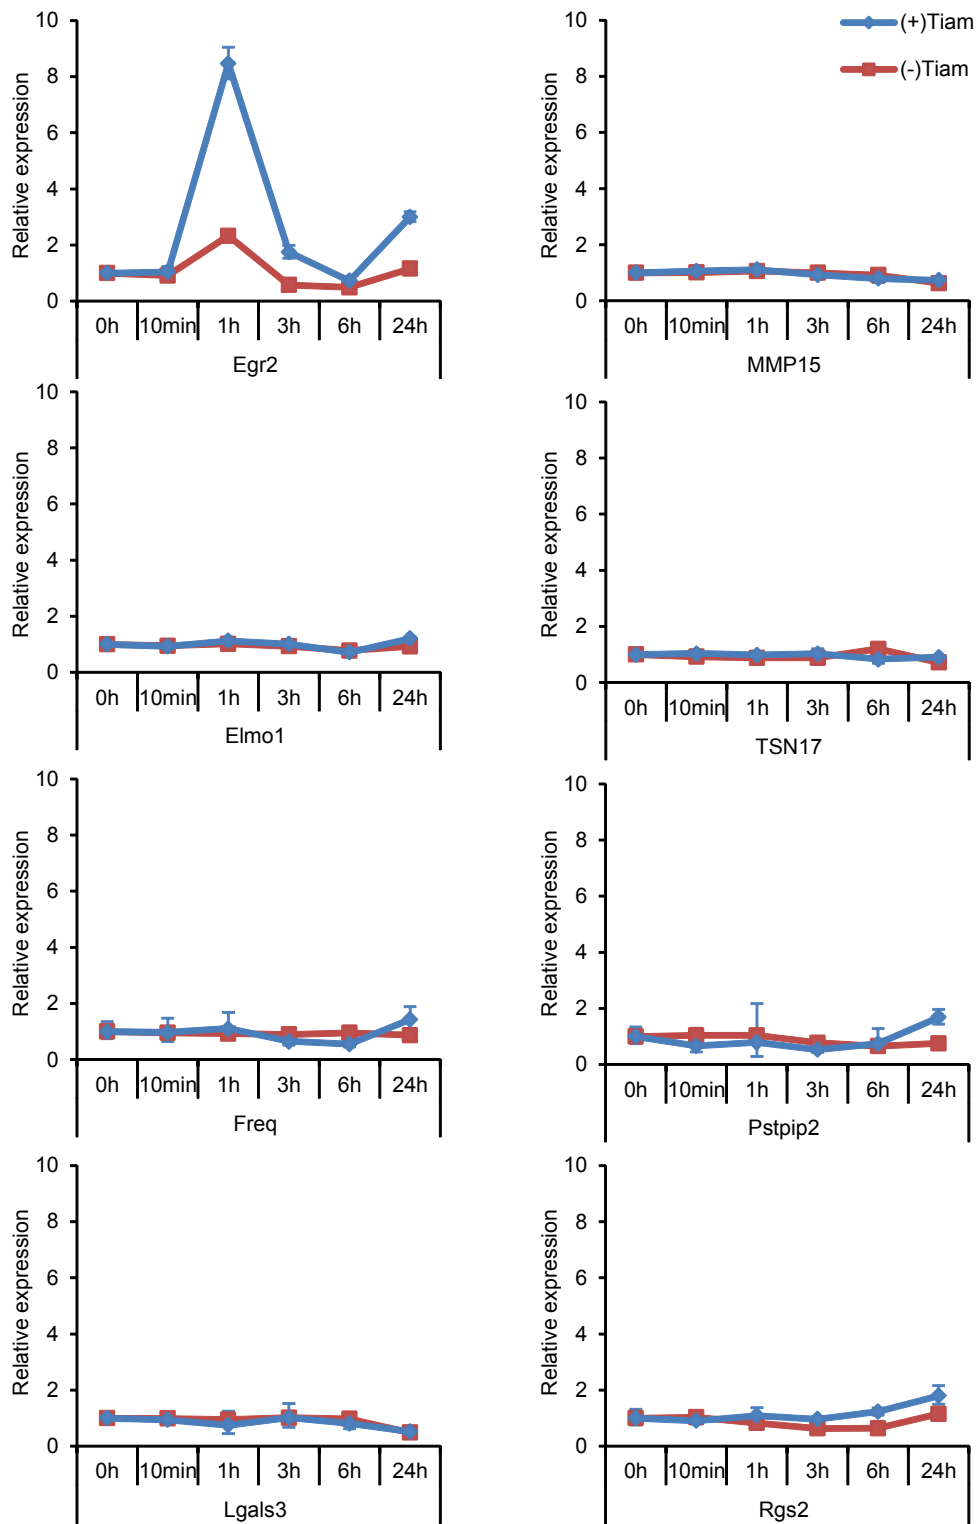 (+)Tiam
(-)Tiam
Relative expression
10
8
6
4
2
0
0h 10min 1h 3h 6h 24h
Egr2
Relative expression
10
8
6
4
2
0
0h 10min 1h 3h 6h 24h
MMP15
Relative expression
10
8
6
4
2
0
0h 10min 1h 3h 6h 24h
Elmo1
Relative expression
10
8
6
4
2
0
0h 10min 1h 3h 6h 24h
TSN17
Relative expression
10
8
6
4
2
0
0h 10min 1h 3h 6h 24h
Freq
Relative expression
10
8
6
4
2
0
0h 10min 1h 3h 6h 24h
Pstpip2
Relative expression
10
8
6
4
2
0
0h 10min 1h 3h 6h 24h
Lgals3
Relative expression
10
8
6
4
2
0
0h 10min 1h 3h 6h 24h
Rgs2